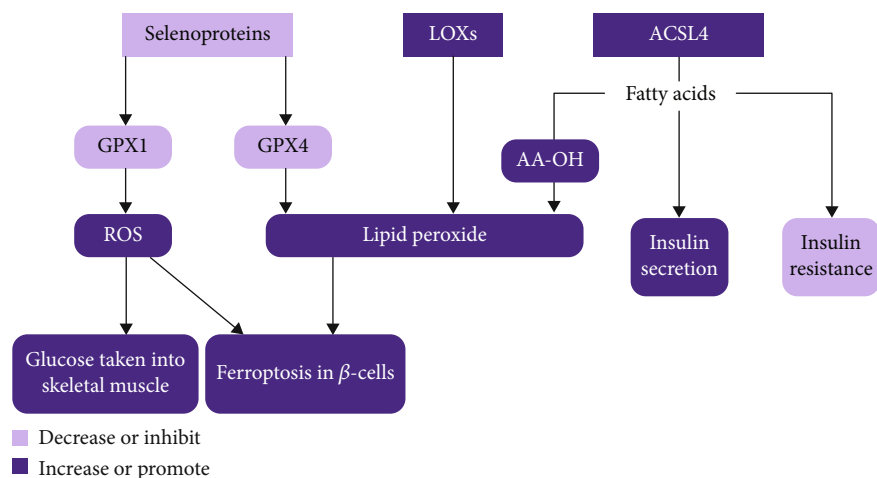 Selenoproteins
LOXs
ACSL4
Fatty acids
GPX1
GPX4
AA-OH
ROS
Lipid peroxide
Insulin
secretion
Insulin
resistance
Glucose taken into
skeletal muscle
Ferroptosis in β-cells
Decrease or inhibit
Increase or promote